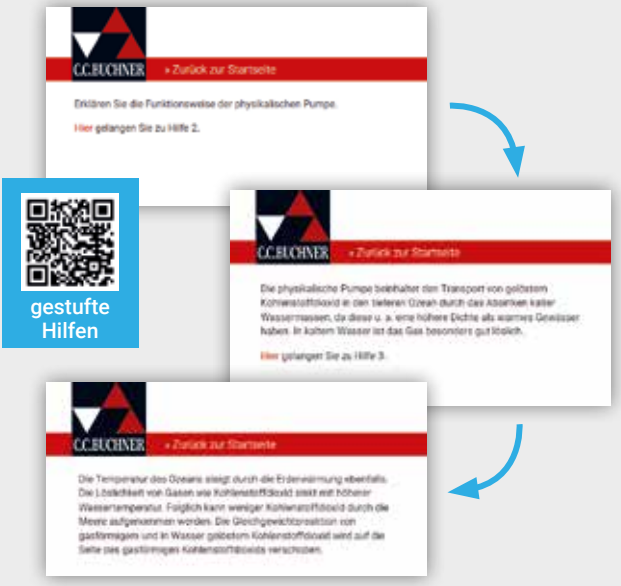 C.C.BUCHNER
» Zurück zur Startseite
Erklären Sie die Funktionsweise der physikalischen Pumpe.
Hier gelangen Sie zu Hilfe 2.
gestufte
Hilfen
C.C.BUCHNER
» Zurück zur Startseite
Die physikalische Pumpe beinhaltet den Transport von gelöstem
Kohlenstoffdioxid in den tieferen Ozean durch das Absinken kalter
Wassermassen, da diese u. a. eine höhere Dichte als warmes Gewässer
haben. In kaltem Wasser ist das Gas besonders gut löslich.
Hier gelangen Sie zu Hilfe 3.
C.C.BUCHNER
» Zurück zur Startseite
Die Temperatur des Ozeans steigt durch die Erderwärmung ebenfalls.
Die Löslichkeit von Gasen wie Kohlenstoffdioxid sinkt mit höherer
Wassertemperatur. Folglich kann weniger Kohlenstoffdioxid durch die
Meere aufgenommen werden. Die Gleichgewichtsreaktion von
gasförmigem und in Wasser gelöstem Kohlenstoffdioxid wird auf die
Seite des gasförmigen Kohlenstoffdioxids verschoben.